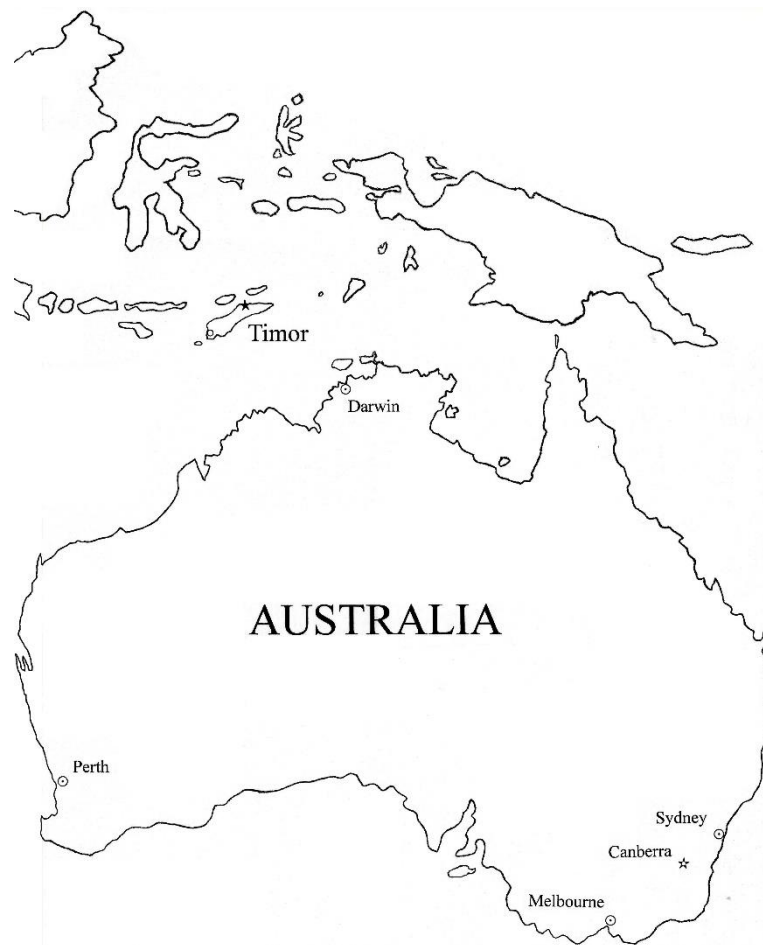 Timor
Darwin
AUSTRALIA
Perth
Sydney
Canberra
Melbourne